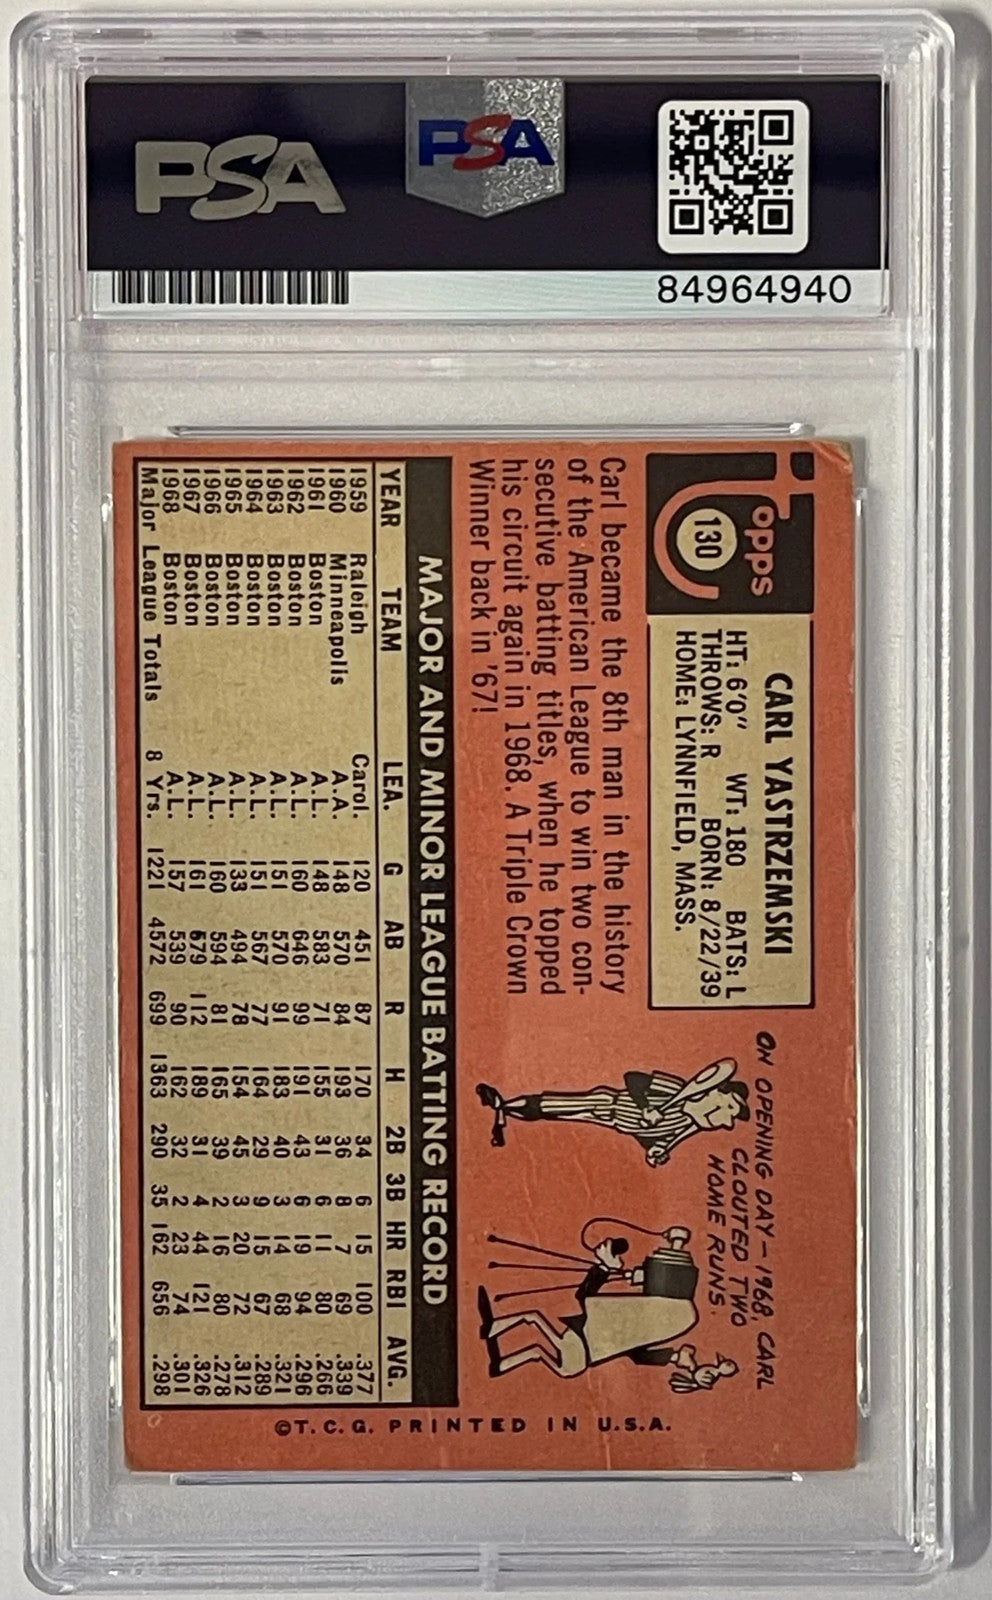 PSA
PSA
84964940
Topps
130
CARL YASTRZEMSKI
HT: 6'0" WT: 180 BATS: L
THROWS: R BORN: 8/22/39
HOME: LYNNFIELD, MASS.
ON OPENING DAY—1968, CARL
CLOUTED TWO
HOME RUNS.
Carl became the 8th man in the history
of the American League to win two con-
secutive batting titles, when he topped
his circuit again in 1968. A Triple Crown
Winner back in '67!
MAJOR AND MINOR LEAGUE BATTING RECORD
YEAR TEAM LEA. G AB R H 2B 3B HR RBI AVG.
1959 Raleigh Carol. 120 451 87 170 34 6 15 100 .377
1960 Minneapolis A.A. 148 570 84 193 36 8 7 69 .339
1961 Boston A.L. 148 583 71 155 31 6 11 80 .266
1962 Boston A.L. 160 646 99 191 43 6 19 94 .296
1963 Boston A.L. 151 570 91 183 40 3 14 68 .321
1964 Boston A.L. 151 567 77 164 29 9 15 67 .289
1965 Boston A.L. 133 494 78 154 45 3 20 72 .312
1966 Boston A.L. 160 594 81 165 39 2 16 80 .278
1967 Boston A.L. 161 579 112 189 31 4 44 121 .326
1968 Boston A.L. 157 539 90 162 32 2 23 74 .301
Major League Totals 8 Yrs. 1221 4572 699 1363 290 35 162 656 .298
©T.C.G. PRINTED IN U.S.A.